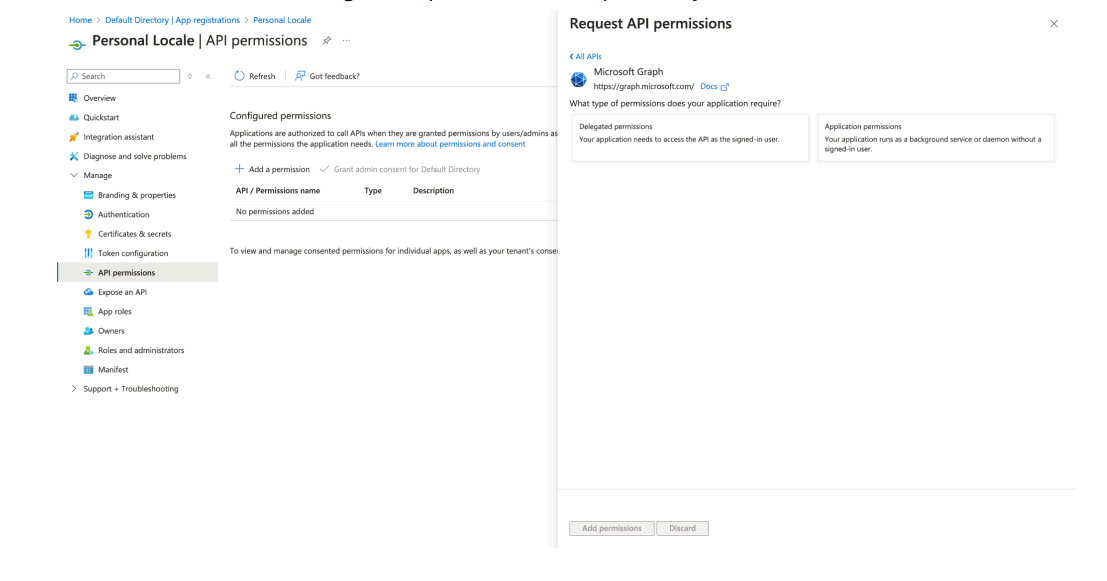 Home > Default Directory | App registrations > Personal Locale
Personal Locale | API permissions
Search
Refresh
Got feedback?
Overview
Quickstart
Integration assistant
Diagnose and solve problems
Manage
Branding & properties
Authentication
Certificates & secrets
Token configuration
API permissions
Expose an API
App roles
Owners
Roles and administrators
Manifest
Support + Troubleshooting
Configured permissions
Applications are authorized to call APIs when they are granted permissions by users/admins as
all the permissions the application needs. Learn more about permissions and consent
Add a permission
Grant admin consent for Default Directory
API / Permissions name Type Description
No permissions added
To view and manage consented permissions for individual apps, as well as your tenant's conse
Request API permissions
All APIs
Microsoft Graph
https://graph.microsoft.com/ Docs
What type of permissions does your application require?
Delegated permissions
Your application needs to access the API as the signed-in user.
Application permissions
Your application runs as a background service or daemon without a
signed-in user.
Add permissions
Discard